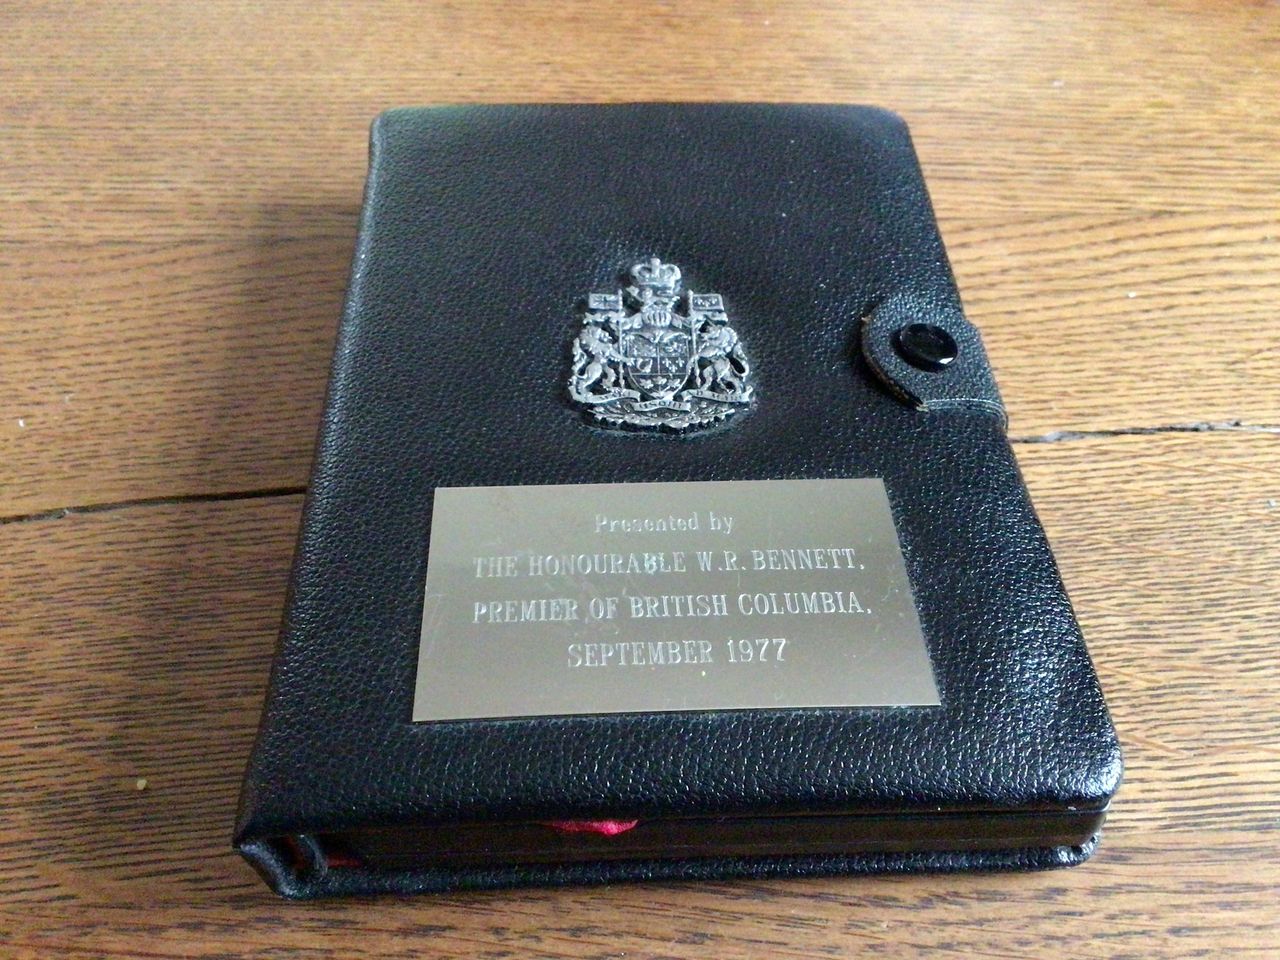 Presented by
THE HONOURABLE W.R. BENNETT,
PREMIER OF BRITISH COLUMBIA,
SEPTEMBER 1977